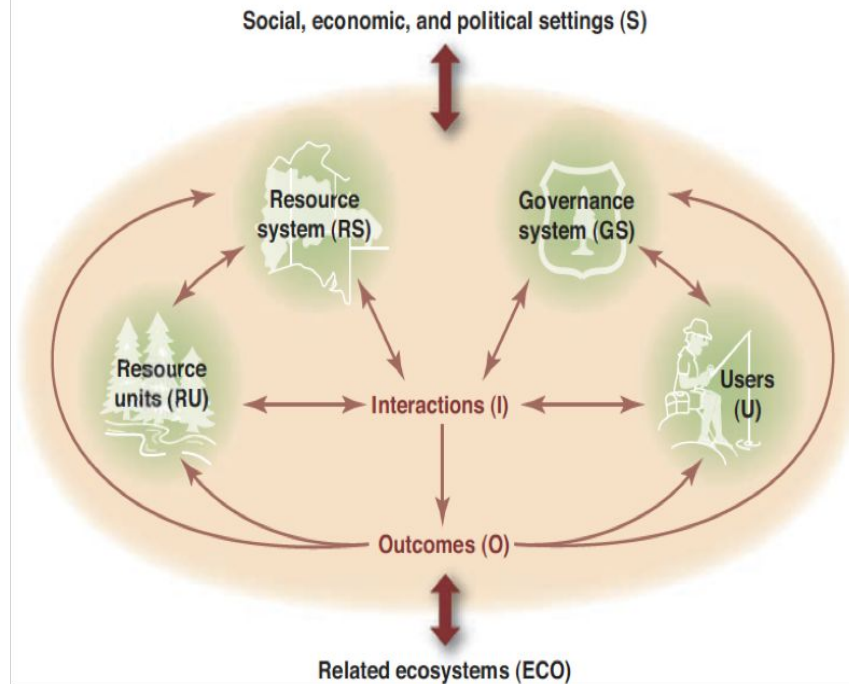 Social, economic, and political settings (S)
Resource
system (RS)
Governance
system (GS)
Resource
units (RU)
Interactions (I)
Users
(U)
Outcomes (O)
Related ecosystems (ECO)